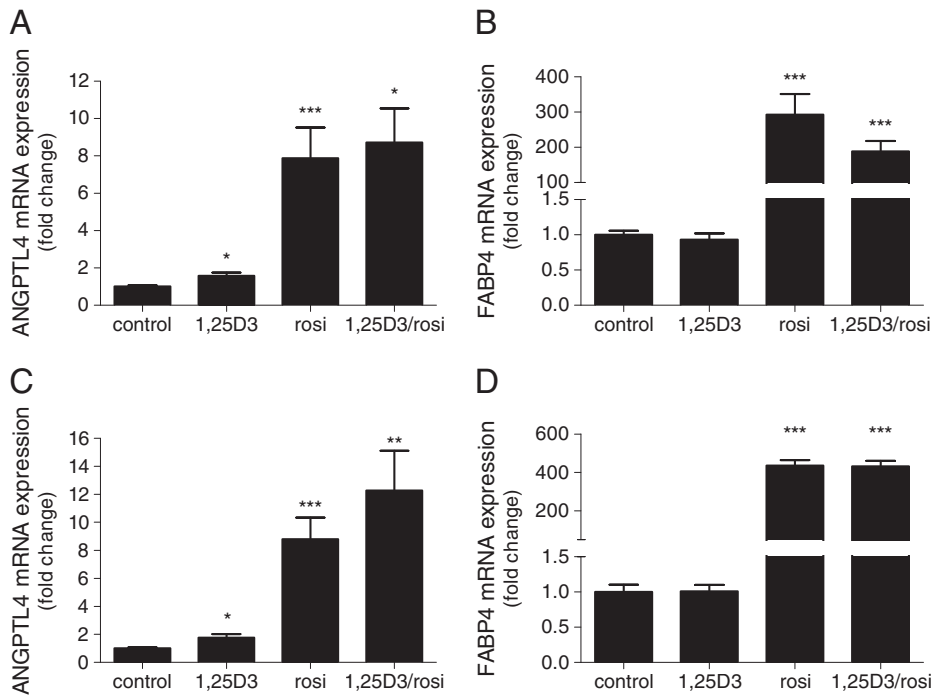 A
ANGPTL4 mRNA expression
(fold change)
12
10
8
6
4
2
0
*
***
*
control 1,25D3 rosi 1,25D3/rosi
B
FABP4 mRNA expression
(fold change)
400
300
200
100
1.5
1.0
0.5
0.0
***
***
control 1,25D3 rosi 1,25D3/rosi
C
ANGPTL4 mRNA expression
(fold change)
16
14
12
10
8
6
4
2
0
*
***
**
control 1,25D3 rosi 1,25D3/rosi
D
FABP4 mRNA expression
(fold change)
600
400
200
1.5
1.0
0.5
0.0
***
***
control 1,25D3 rosi 1,25D3/rosi